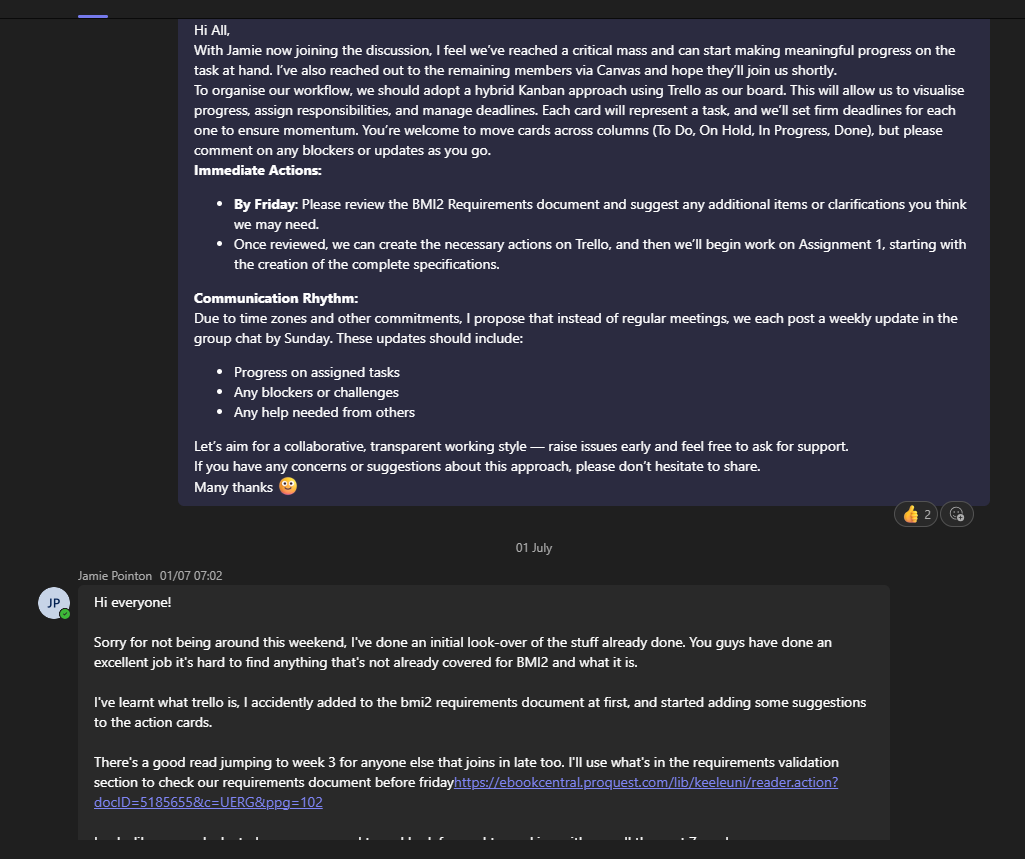 Hi All,
With Jamie now joining the discussion, I feel we've reached a critical mass and can start making meaningful progress on the
task at hand. I've also reached out to the remaining members via Canvas and hope they'll join us shortly.
To organise our workflow, we should adopt a hybrid Kanban approach using Trello as our board. This will allow us to visualise
progress, assign responsibilities, and manage deadlines. Each card will represent a task, and we'll set firm deadlines for each
one to ensure momentum. You're welcome to move cards across columns (To Do, On Hold, In Progress, Done), but please
comment on any blockers or updates as you go.
Immediate Actions:
• By Friday: Please review the BMI2 Requirements document and suggest any additional items or clarifications you think
we may need.
• Once reviewed, we can create the necessary actions on Trello, and then we'll begin work on Assignment 1, starting with
the creation of the complete specifications.
Communication Rhythm:
Due to time zones and other commitments, I propose that instead of regular meetings, we each post a weekly update in the
group chat by Sunday. These updates should include:
• Progress on assigned tasks
• Any blockers or challenges
• Any help needed from others
Let's aim for a collaborative, transparent working style — raise issues early and feel free to ask for support.
If you have any concerns or suggestions about this approach, please don't hesitate to share.
Many thanks
2
01 July
Jamie Pointon 01/07 07:02
JP
Hi everyone!
Sorry for not being around this weekend, I've done an initial look-over of the stuff already done. You guys have done an
excellent job it's hard to find anything that's not already covered for BMI2 and what it is.
I've learnt what trello is, I accidently added to the bmi2 requirements document at first, and started adding some suggestions
to the action cards.
There's a good read jumping to week 3 for anyone else that joins in late too. I'll use what's in the requirements validation
section to check our requirements document before fridayhttps://ebookcentral.proquest.com/lib/keeleuni/reader.action?
docID=5185655&c=UERG&ppg=102